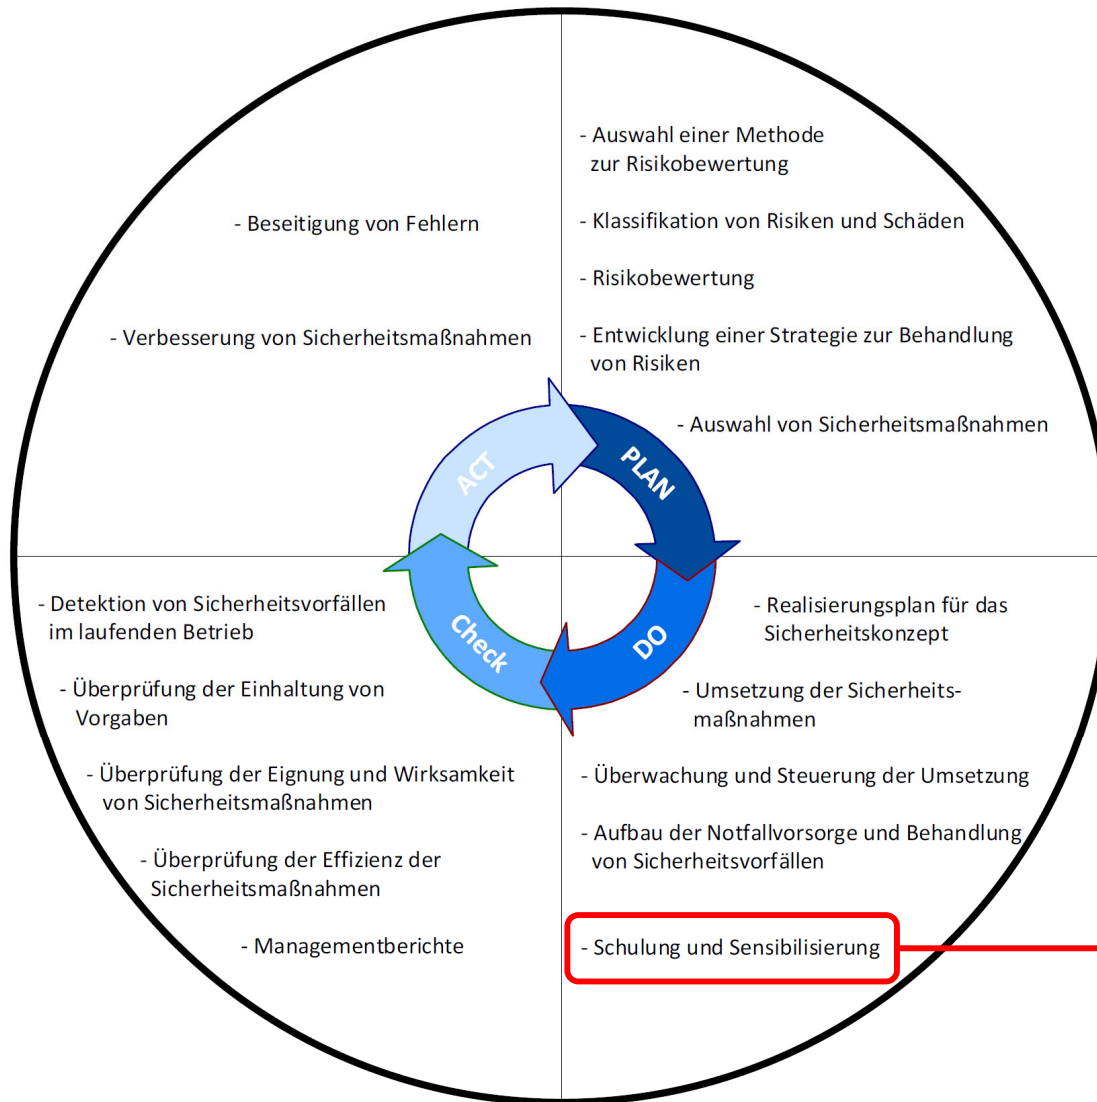 - Auswahl einer Methode
zur Risikobewertung
- Klassifikation von Risiken und Schäden
- Risikobewertung
- Entwicklung einer Strategie zur Behandlung
von Risiken
- Auswahl von Sicherheitsmaßnahmen
- Beseitigung von Fehlern
- Verbesserung von Sicherheitsmaßnahmen
ACT
PLAN
Check
DO
- Detektion von Sicherheitsvorfällen
im laufenden Betrieb
- Überprüfung der Einhaltung von
Vorgaben
- Überprüfung der Eignung und Wirksamkeit
von Sicherheitsmaßnahmen
- Überprüfung der Effizienz der
Sicherheitsmaßnahmen
- Managementberichte
- Realisierungsplan für das
Sicherheitskonzept
- Umsetzung der Sicherheits-
maßnahmen
- Überwachung und Steuerung der Umsetzung
- Aufbau der Notfallvorsorge und Behandlung
von Sicherheitsvorfällen
- Schulung und Sensibilisierung